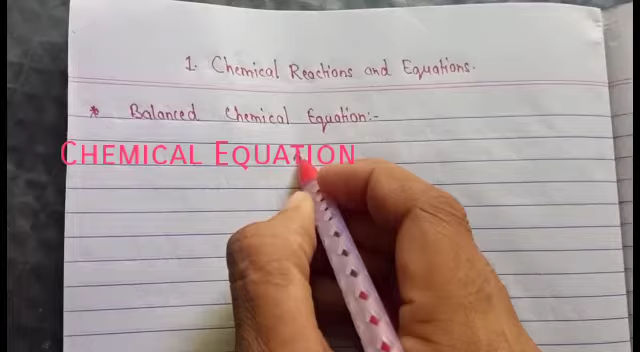 1. Chemical Reactions and Equations.
* Balanced Chemical Equation:-
CHEMICAL EQUATION